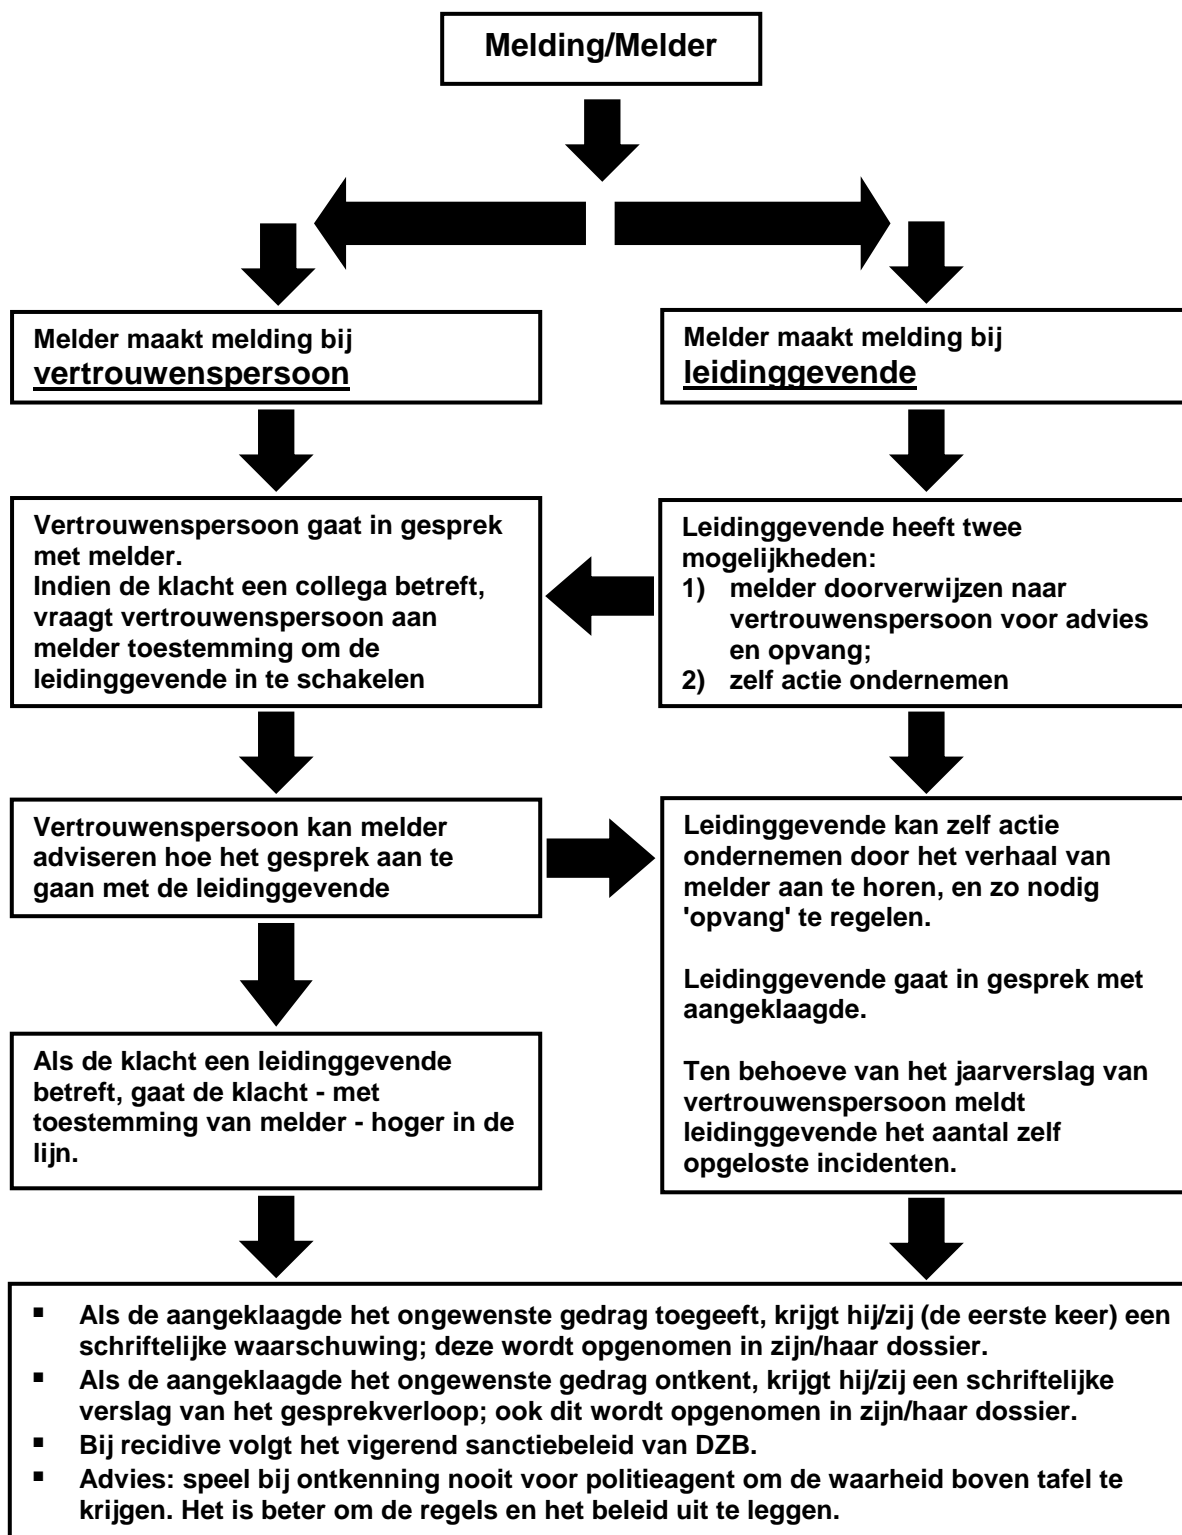 Melding/Melder
Melder maakt melding bij
vertrouwenspersoon
Melder maakt melding bij
leidinggevende
Vertrouwenspersoon gaat in gesprek
met melder.
Indien de klacht een collega betreft,
vraagt vertrouwenspersoon aan
melder toestemming om de
leidinggevende in te schakelen
Leidinggevende heeft twee
mogelijkheden:
1) melder doorverwijzen naar
vertrouwenspersoon voor advies
en opvang;
2) zelf actie ondernemen
Vertrouwenspersoon kan melder
adviseren hoe het gesprek aan te
gaan met de leidinggevende
Leidinggevende kan zelf actie
ondernemen door het verhaal van
melder aan te horen, en zo nodig
'opvang' te regelen.
Leidinggevende gaat in gesprek met
aangeklaagde.
Ten behoeve van het jaarverslag van
vertrouwenspersoon meldt
leidinggevende het aantal zelf
opgeloste incidenten.
Als de klacht een leidinggevende
betreft, gaat de klacht - met
toestemming van melder - hoger in de
lijn.
▪ Als de aangeklaagde het ongewenste gedrag toegeeft, krijgt hij/zij (de eerste keer) een
schriftelijke waarschuwing; deze wordt opgenomen in zijn/haar dossier.
▪ Als de aangeklaagde het ongewenste gedrag ontkent, krijgt hij/zij een schriftelijke
verslag van het gesprekverloop; ook dit wordt opgenomen in zijn/haar dossier.
▪ Bij recidive volgt het vigerend sanctiebeleid van DZB.
▪ Advies: speel bij ontkenning nooit voor politieagent om de waarheid boven tafel te
krijgen. Het is beter om de regels en het beleid uit te leggen.